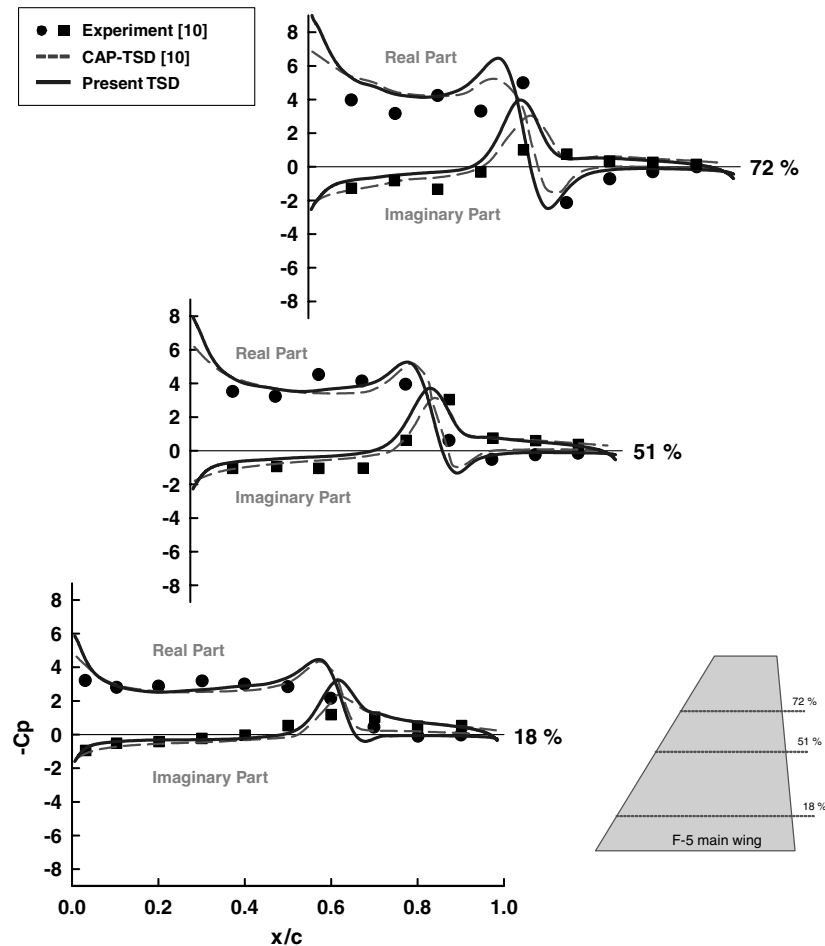 Experiment [10]
CAP-TSD [10]
Present TSD
8
6
4
2
0
-2
-4
-6
-8
Real Part
Imaginary Part
72 %
8
6
4
2
0
-2
-4
-6
-8
Real Part
Imaginary Part
51 %
8
6
4
2
0
-2
-4
-6
-8
-Cp
Real Part
Imaginary Part
18 %
0.0 0.2 0.4 0.6 0.8 1.0
x/c
72 %
51 %
18 %
F-5 main wing